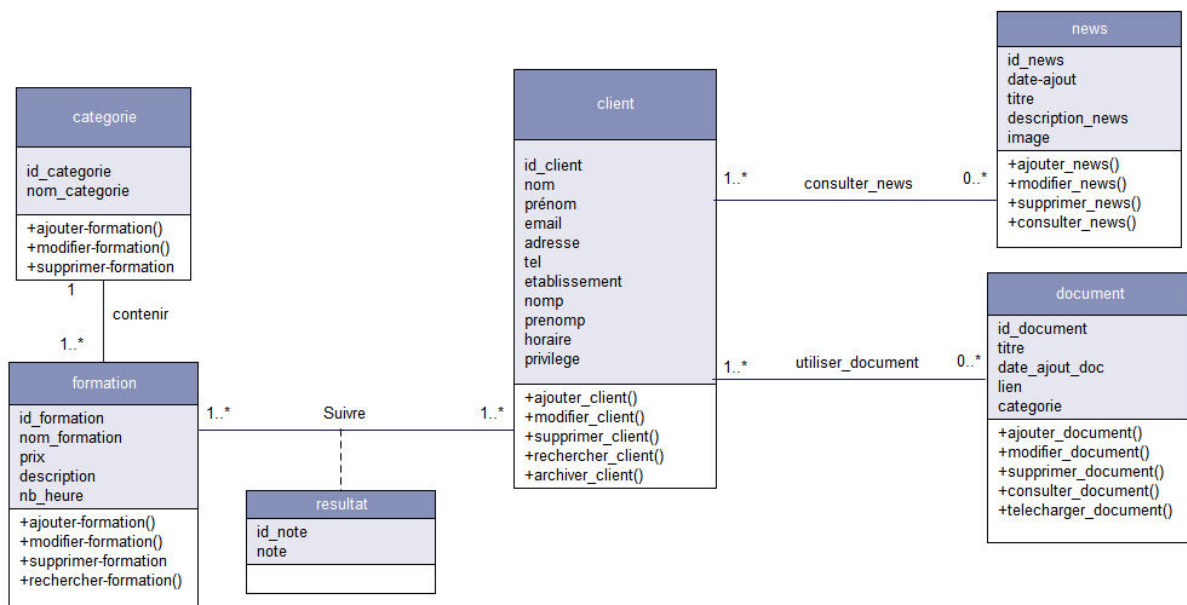 categorie
id_categorie
nom_categorie
+ajouter-formation()
+modifier-formation()
+supprimer-formation
1
contenir
1..*
formation
id_formation
nom_formation
prix
description
nb_heure
+ajouter-formation()
+modifier-formation()
+supprimer-formation
+rechercher-formation()
1..*
Suivre
1..*
resultat
id_note
note
client
id_client
nom
prénom
email
adresse
tel
etablissement
nomp
prenomp
horaire
privilege
+ajouter_client()
+modifier_client()
+supprimer_client()
+rechercher_client()
+archiver_client()
1..*
consulter_news
0..*
news
id_news
date-ajout
titre
description_news
image
+ajouter_news()
+modifier_news()
+supprimer_news()
+consulter_news()
1..*
utiliser_document
0..*
document
id_document
titre
date_ajout_doc
lien
categorie
+ajouter_document()
+modifier_document()
+supprimer_document()
+consulter_document()
+telecharger_document()